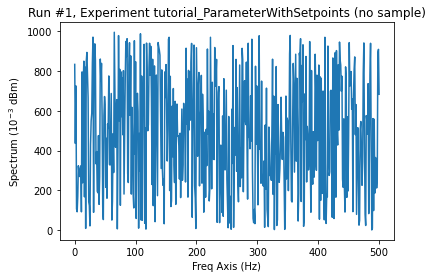 Run #1, Experiment tutorial_ParameterWithSetpoints (no sample)
1000
800
600
400
200
0
Spectrum (10⁻³ dBm)
0 100 200 300 400 500
Freq Axis (Hz)